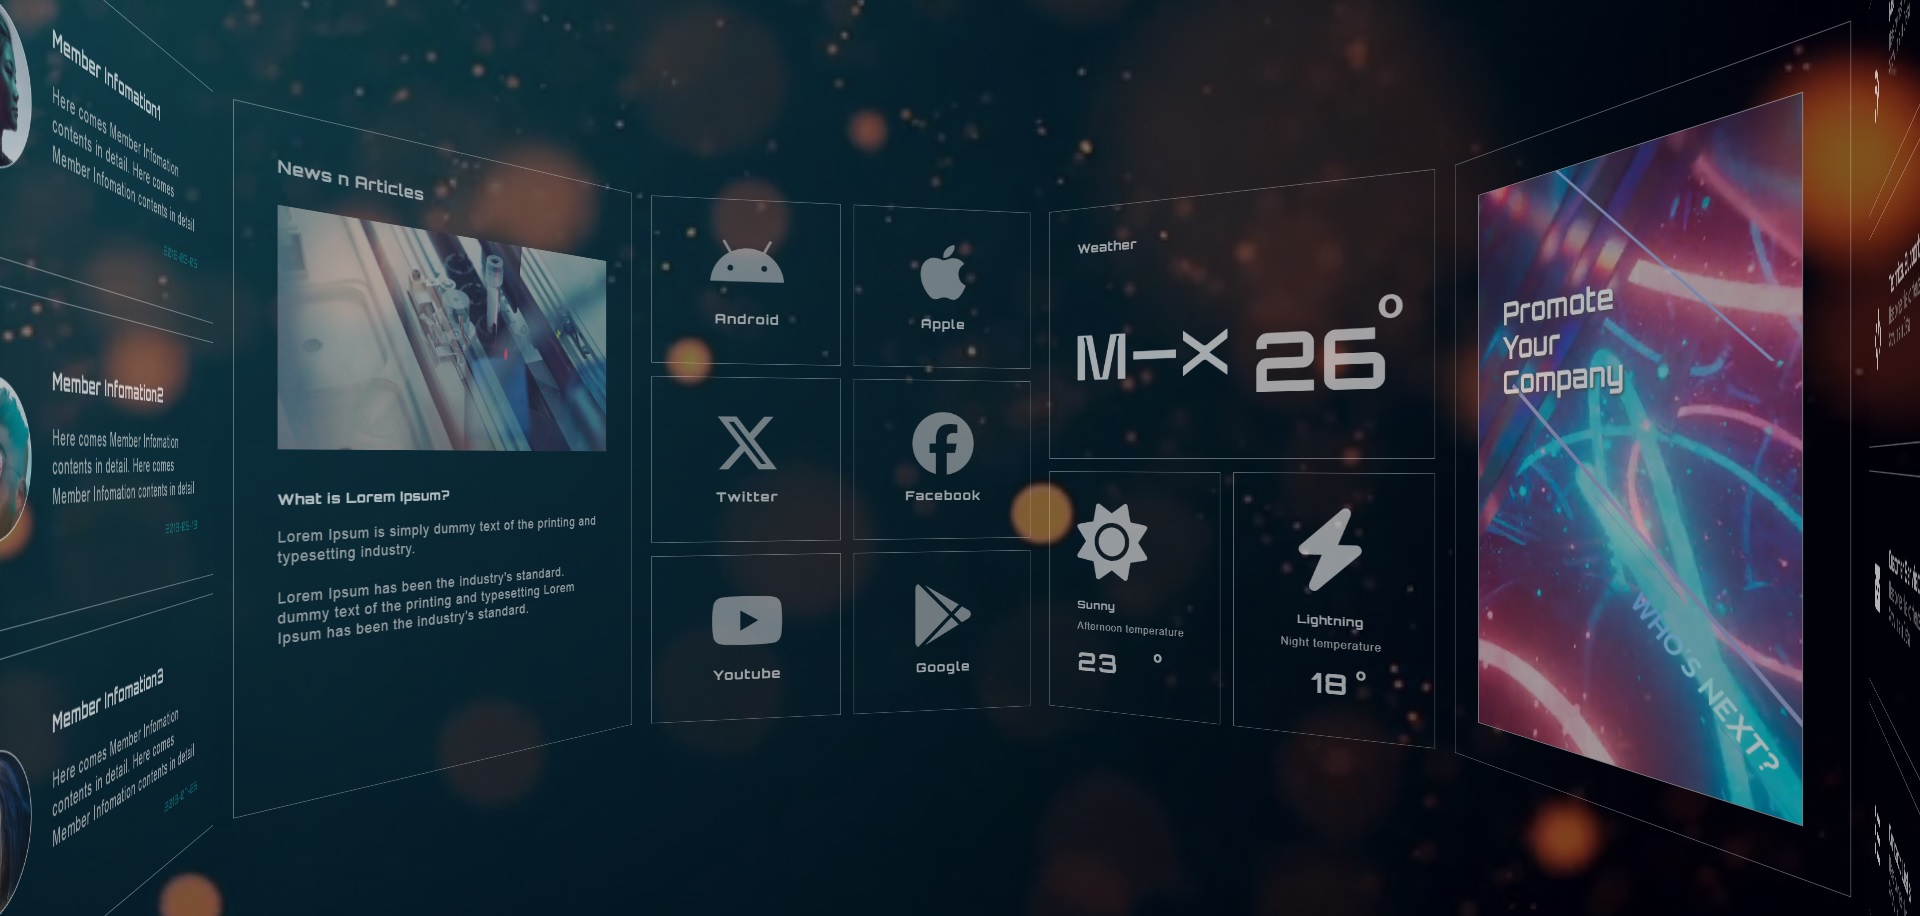 Member Infomation1
Here comes Member Infomation
contents in detail. Here comes
Member Infomation contents in detail
Member Infomation2
Here comes Member Infomation
contents in detail. Here comes
Member Infomation contents in detail
2019-09-19
Member Infomation3
Here comes Member Infomation
contents in detail. Here comes
Member Infomation contents in detail
News n Articles
What is Lorem Ipsum?
Lorem Ipsum is simply dummy text of the printing and
typesetting industry.
Lorem Ipsum has been the industry's standard.
dummy text of the printing and typesetting Lorem
Ipsum has been the industry's standard.
Android
Apple
Twitter
Facebook
Youtube
Google
Weather
M-X 26°
Sunny
Afternoon temperature
23 °
Lightning
Night temperature
18 °
Promote
Your
Company
WHO'S NEXT?